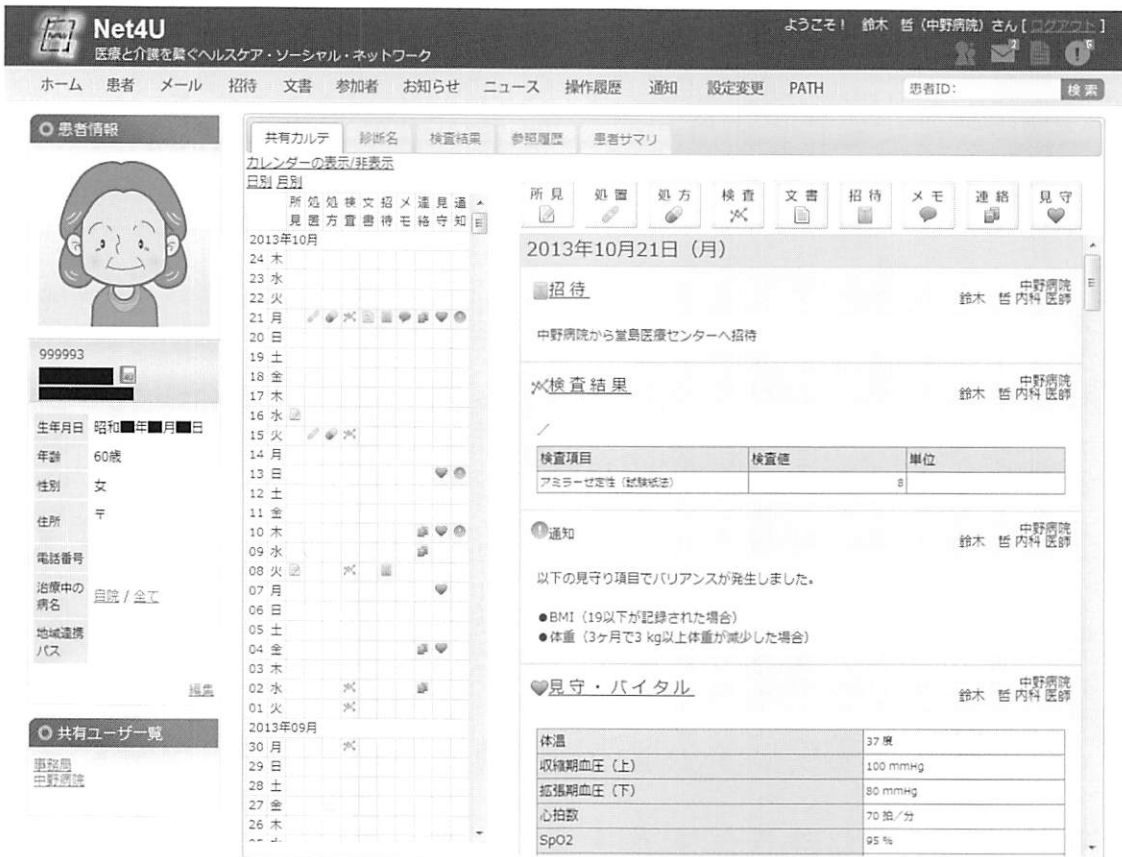 Net4U
医療と介護を繋ぐヘルスケア・ソーシャル・ネットワーク
ようこそ！ 鈴木 哲（中野病院）さん [ ログアウト ]
2
ホーム 患者 メール 招待 文書 参加者 お知らせ ニュース 操作履歴 通知 設定変更 PATH 患者ID: 検索
患者情報
999993
生年月日 昭和 年 月 日
年齢 60歳
性別 女
住所 〒
電話番号
治療中の病名 自院 / 全て
地域連携パス
編集
共有ユーザ一覧
事務局
中野病院
共有カルテ 診断名 検査結果 参照履歴 患者サマリ
カレンダーの表示/非表示
日別 月別
所見 処置 処方 検査 文書 招待 メモ 連絡 見守 通知
2013年10月
24 木
23 水
22 火
21 月
20 日
19 土
18 金
17 木
16 水
15 火
14 月
13 日
12 土
11 金
10 木
09 水
08 火
07 月
06 日
05 土
04 金
03 木
02 水
01 火
2013年09月
30 月
29 日
28 土
27 金
26 木
所見 処置 処方 検査 文書 招待 メモ 連絡 見守
2013年10月21日（月）
招待
中野病院
鈴木 哲 内科 医師
中野病院から堂島医療センターへ招待
検査結果
中野病院
鈴木 哲 内科 医師
/
検査項目 検査値 単位
アミラーゼ定性（試験紙法） 8
通知
中野病院
鈴木 哲 内科 医師
以下の見守り項目でバリアンスが発生しました。
●BMI（19以下が記録された場合）
●体重（3ヶ月で3 kg以上体重が減少した場合）
見守・バイタル
中野病院
鈴木 哲 内科 医師
体温 37 度
収縮期血圧（上） 100 mmHg
拡張期血圧（下） 80 mmHg
心拍数 70 拍／分
SpO2 95 %